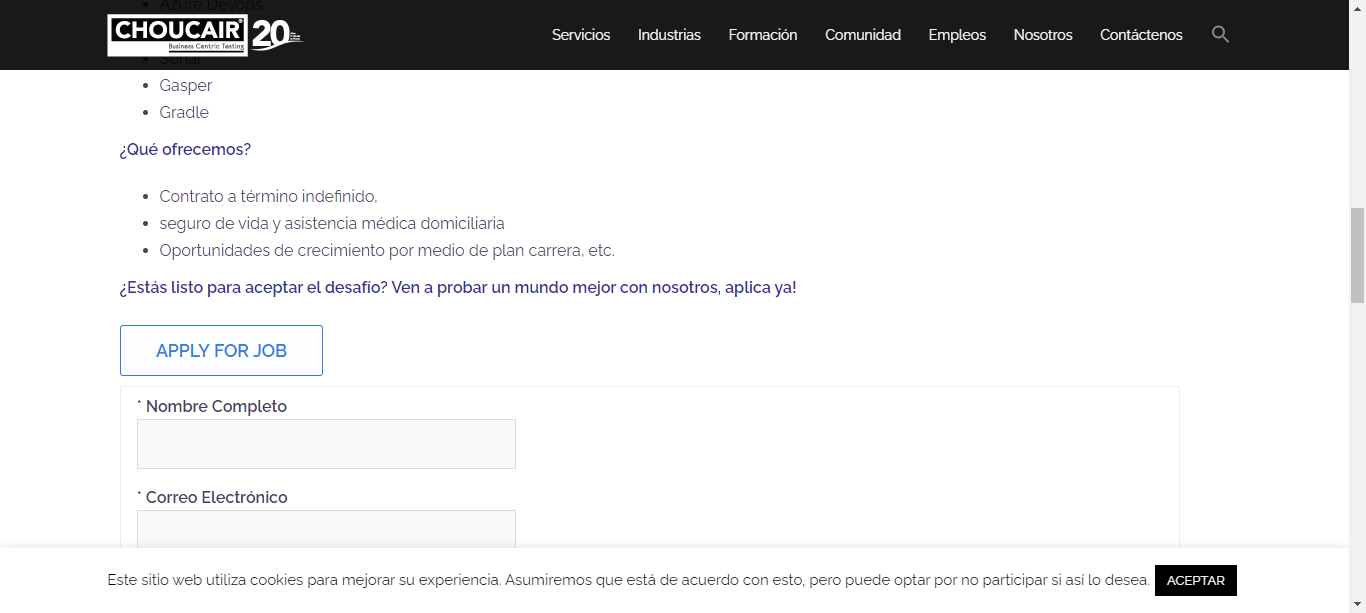 Azure Devops
CHOUCAIR
Business Centric Testing
20
Servicios Industrias Formación Comunidad Empleos Nosotros Contáctenos
Sonar
• Gasper
• Gradle
¿Qué ofrecemos?
• Contrato a término indefinido,
• seguro de vida y asistencia médica domiciliaria
• Oportunidades de crecimiento por medio de plan carrera, etc.
¿Estás listo para aceptar el desafío? Ven a probar un mundo mejor con nosotros, aplica ya!
APPLY FOR JOB
* Nombre Completo
* Correo Electrónico
Este sitio web utiliza cookies para mejorar su experiencia. Asumiremos que está de acuerdo con esto, pero puede optar por no participar si así lo desea. ACEPTAR